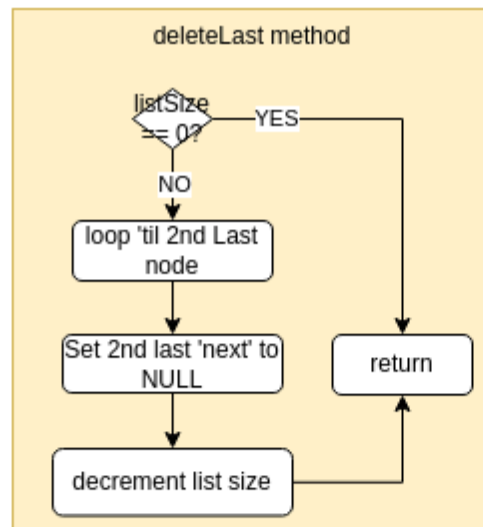 deleteLast method
listSize
== 0?
YES
NO
loop 'til 2nd Last
node
Set 2nd last 'next' to
NULL
return
decrement list size